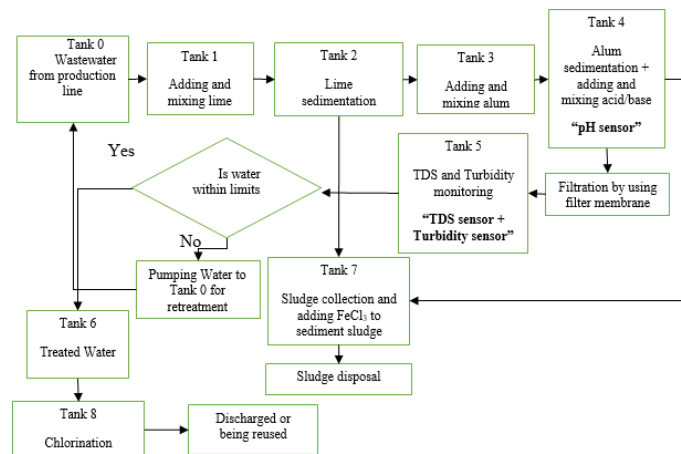 Tank 0
Wastewater
from production
line
Tank 1
Adding and
mixing lime
Tank 2
Lime
sedimentation
Tank 3
Adding and
mixing alum
Tank 4
Alum
sedimentation +
adding and
mixing acid/base
“pH sensor”
Yes
Is water
within limits
Tank 5
TDS and Turbidity
monitoring
“TDS sensor +
Turbidity sensor”
Filtration by using
filter membrane
No
Pumping Water to
Tank 0 for
retreatment
Tank 7
Sludge collection and
adding FeCl₃ to
sediment sludge
Tank 6
Treated Water
Sludge disposal
Tank 8
Chlorination
Discharged or
being reused